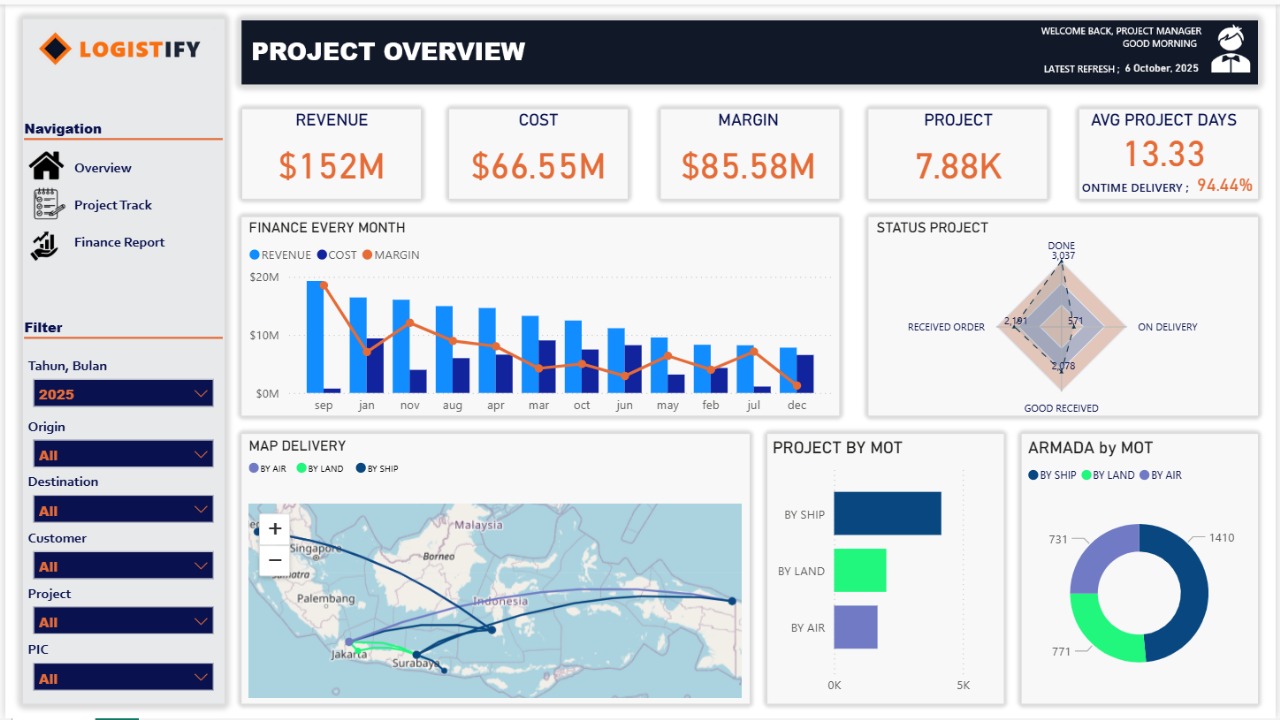 LOGISTIFY
Navigation
Overview
Project Track
Finance Report
Filter
Tahun, Bulan
2025
Origin
All
Destination
All
Customer
All
Project
All
PIC
All
PROJECT OVERVIEW
WELCOME BACK, PROJECT MANAGER
GOOD MORNING
LATEST REFRESH ; 6 October, 2025
REVENUE
$152M
COST
$66.55M
MARGIN
$85.58M
PROJECT
7.88K
AVG PROJECT DAYS
13.33
ONTIME DELIVERY ; 94.44%
FINANCE EVERY MONTH
REVENUE COST MARGIN
$20M
$10M
$0M
sep jan nov aug apr mar oct jun may feb jul dec
STATUS PROJECT
DONE
3,037
RECEIVED ORDER 2,191 571 ON DELIVERY
2,078
GOOD RECEIVED
MAP DELIVERY
BY AIR BY LAND BY SHIP
+
−
Malaysia
Singapore
Borneo
Palembang
Indonesia
Jakarta
Surabaya
PROJECT BY MOT
BY SHIP
BY LAND
BY AIR
0K 5K
ARMADA by MOT
BY SHIP BY LAND BY AIR
731
1410
771